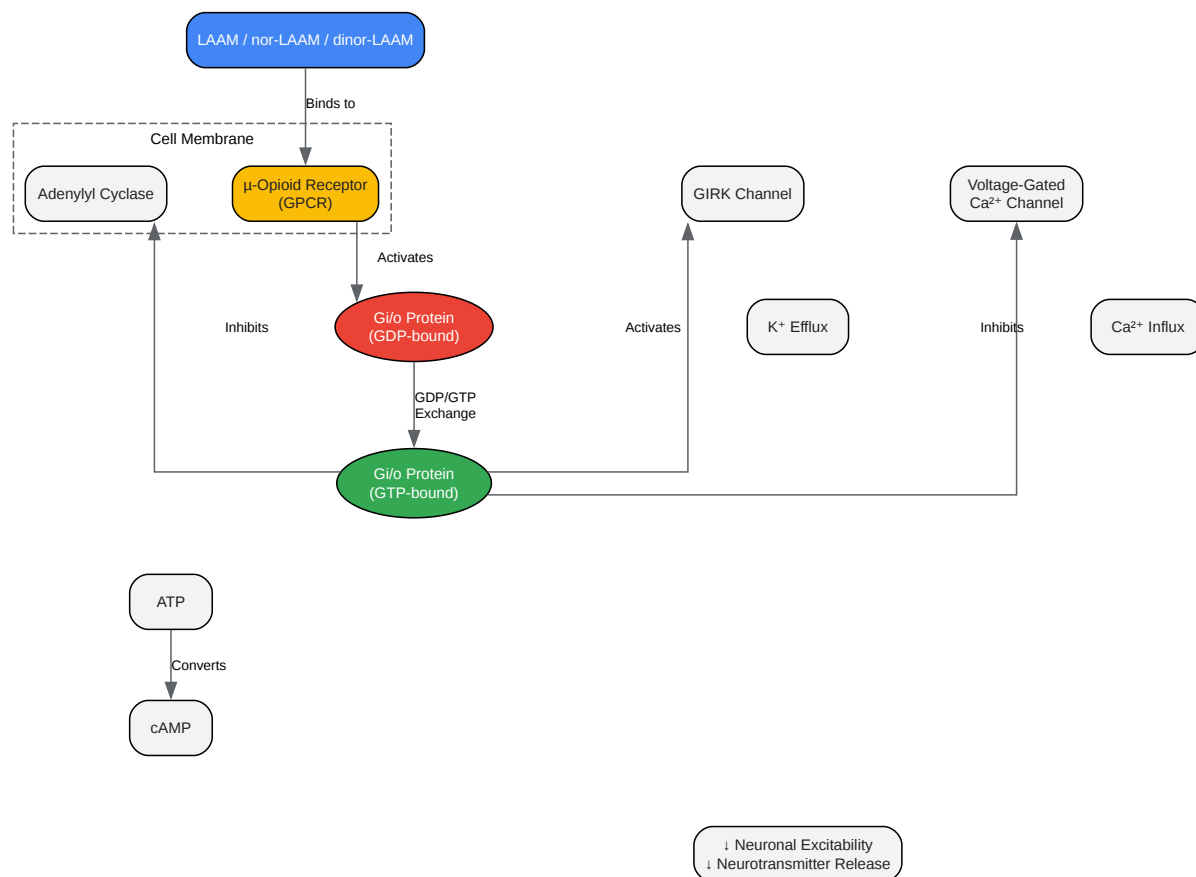 LAAM / nor-LAAM / dinor-LAAM
Binds to
Cell Membrane
Adenylyl Cyclase
µ-Opioid Receptor
(GPCR)
GIRK Channel
Voltage-Gated
Ca²⁺ Channel
Activates
Gi/o Protein
(GDP-bound)
Inhibits
Activates
K⁺ Efflux
Inhibits
Ca²⁺ Influx
GDP/GTP
Exchange
Gi/o Protein
(GTP-bound)
ATP
Converts
cAMP
↓ Neuronal Excitability
↓ Neurotransmitter Release